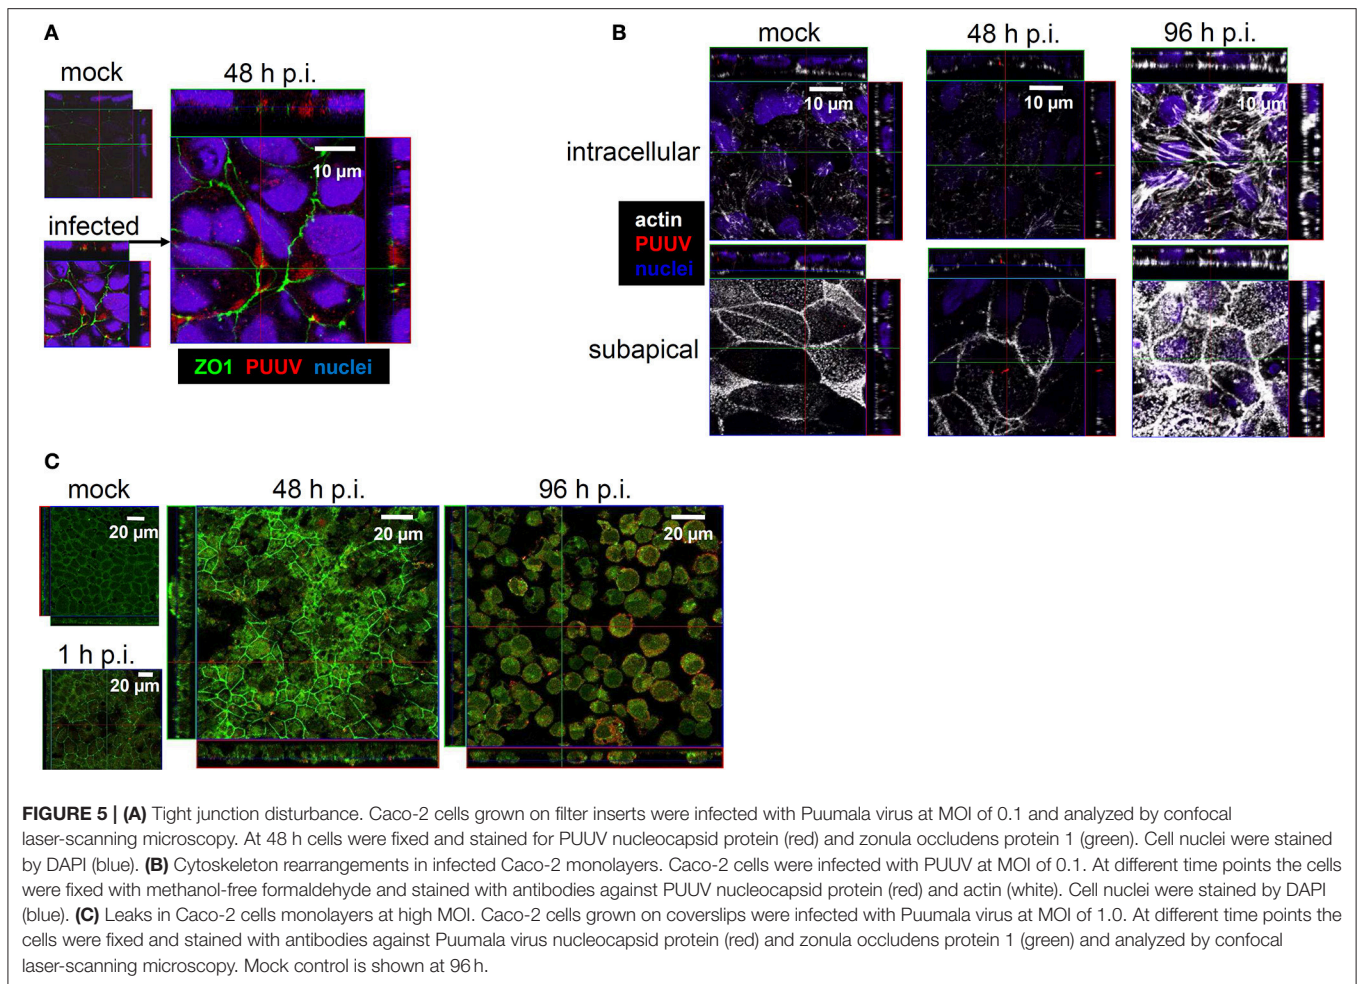 A
mock
48 h p.i.
10 µm
infected
ZO1 PUUV nuclei
B
mock
48 h p.i.
96 h p.i.
10 µm
10 µm
10 µm
intracellular
actin
PUUV
nuclei
subapical
C
mock
48 h p.i.
96 h p.i.
20 µm
20 µm
20 µm
1 h p.i.
20 µm
FIGURE 5 | (A) Tight junction disturbance. Caco-2 cells grown on filter inserts were infected with Puumala virus at MOI of 0.1 and analyzed by confocal
laser-scanning microscopy. At 48 h cells were fixed and stained for PUUV nucleocapsid protein (red) and zonula occludens protein 1 (green). Cell nuclei were stained
by DAPI (blue). (B) Cytoskeleton rearrangements in infected Caco-2 monolayers. Caco-2 cells were infected with PUUV at MOI of 0.1. At different time points the cells
were fixed with methanol-free formaldehyde and stained with antibodies against PUUV nucleocapsid protein (red) and actin (white). Cell nuclei were stained by DAPI
(blue). (C) Leaks in Caco-2 cells monolayers at high MOI. Caco-2 cells grown on coverslips were infected with Puumala virus at MOI of 1.0. At different time points the
cells were fixed and stained with antibodies against Puumala virus nucleocapsid protein (red) and zonula occludens protein 1 (green) and analyzed by confocal
laser-scanning microscopy. Mock control is shown at 96 h.